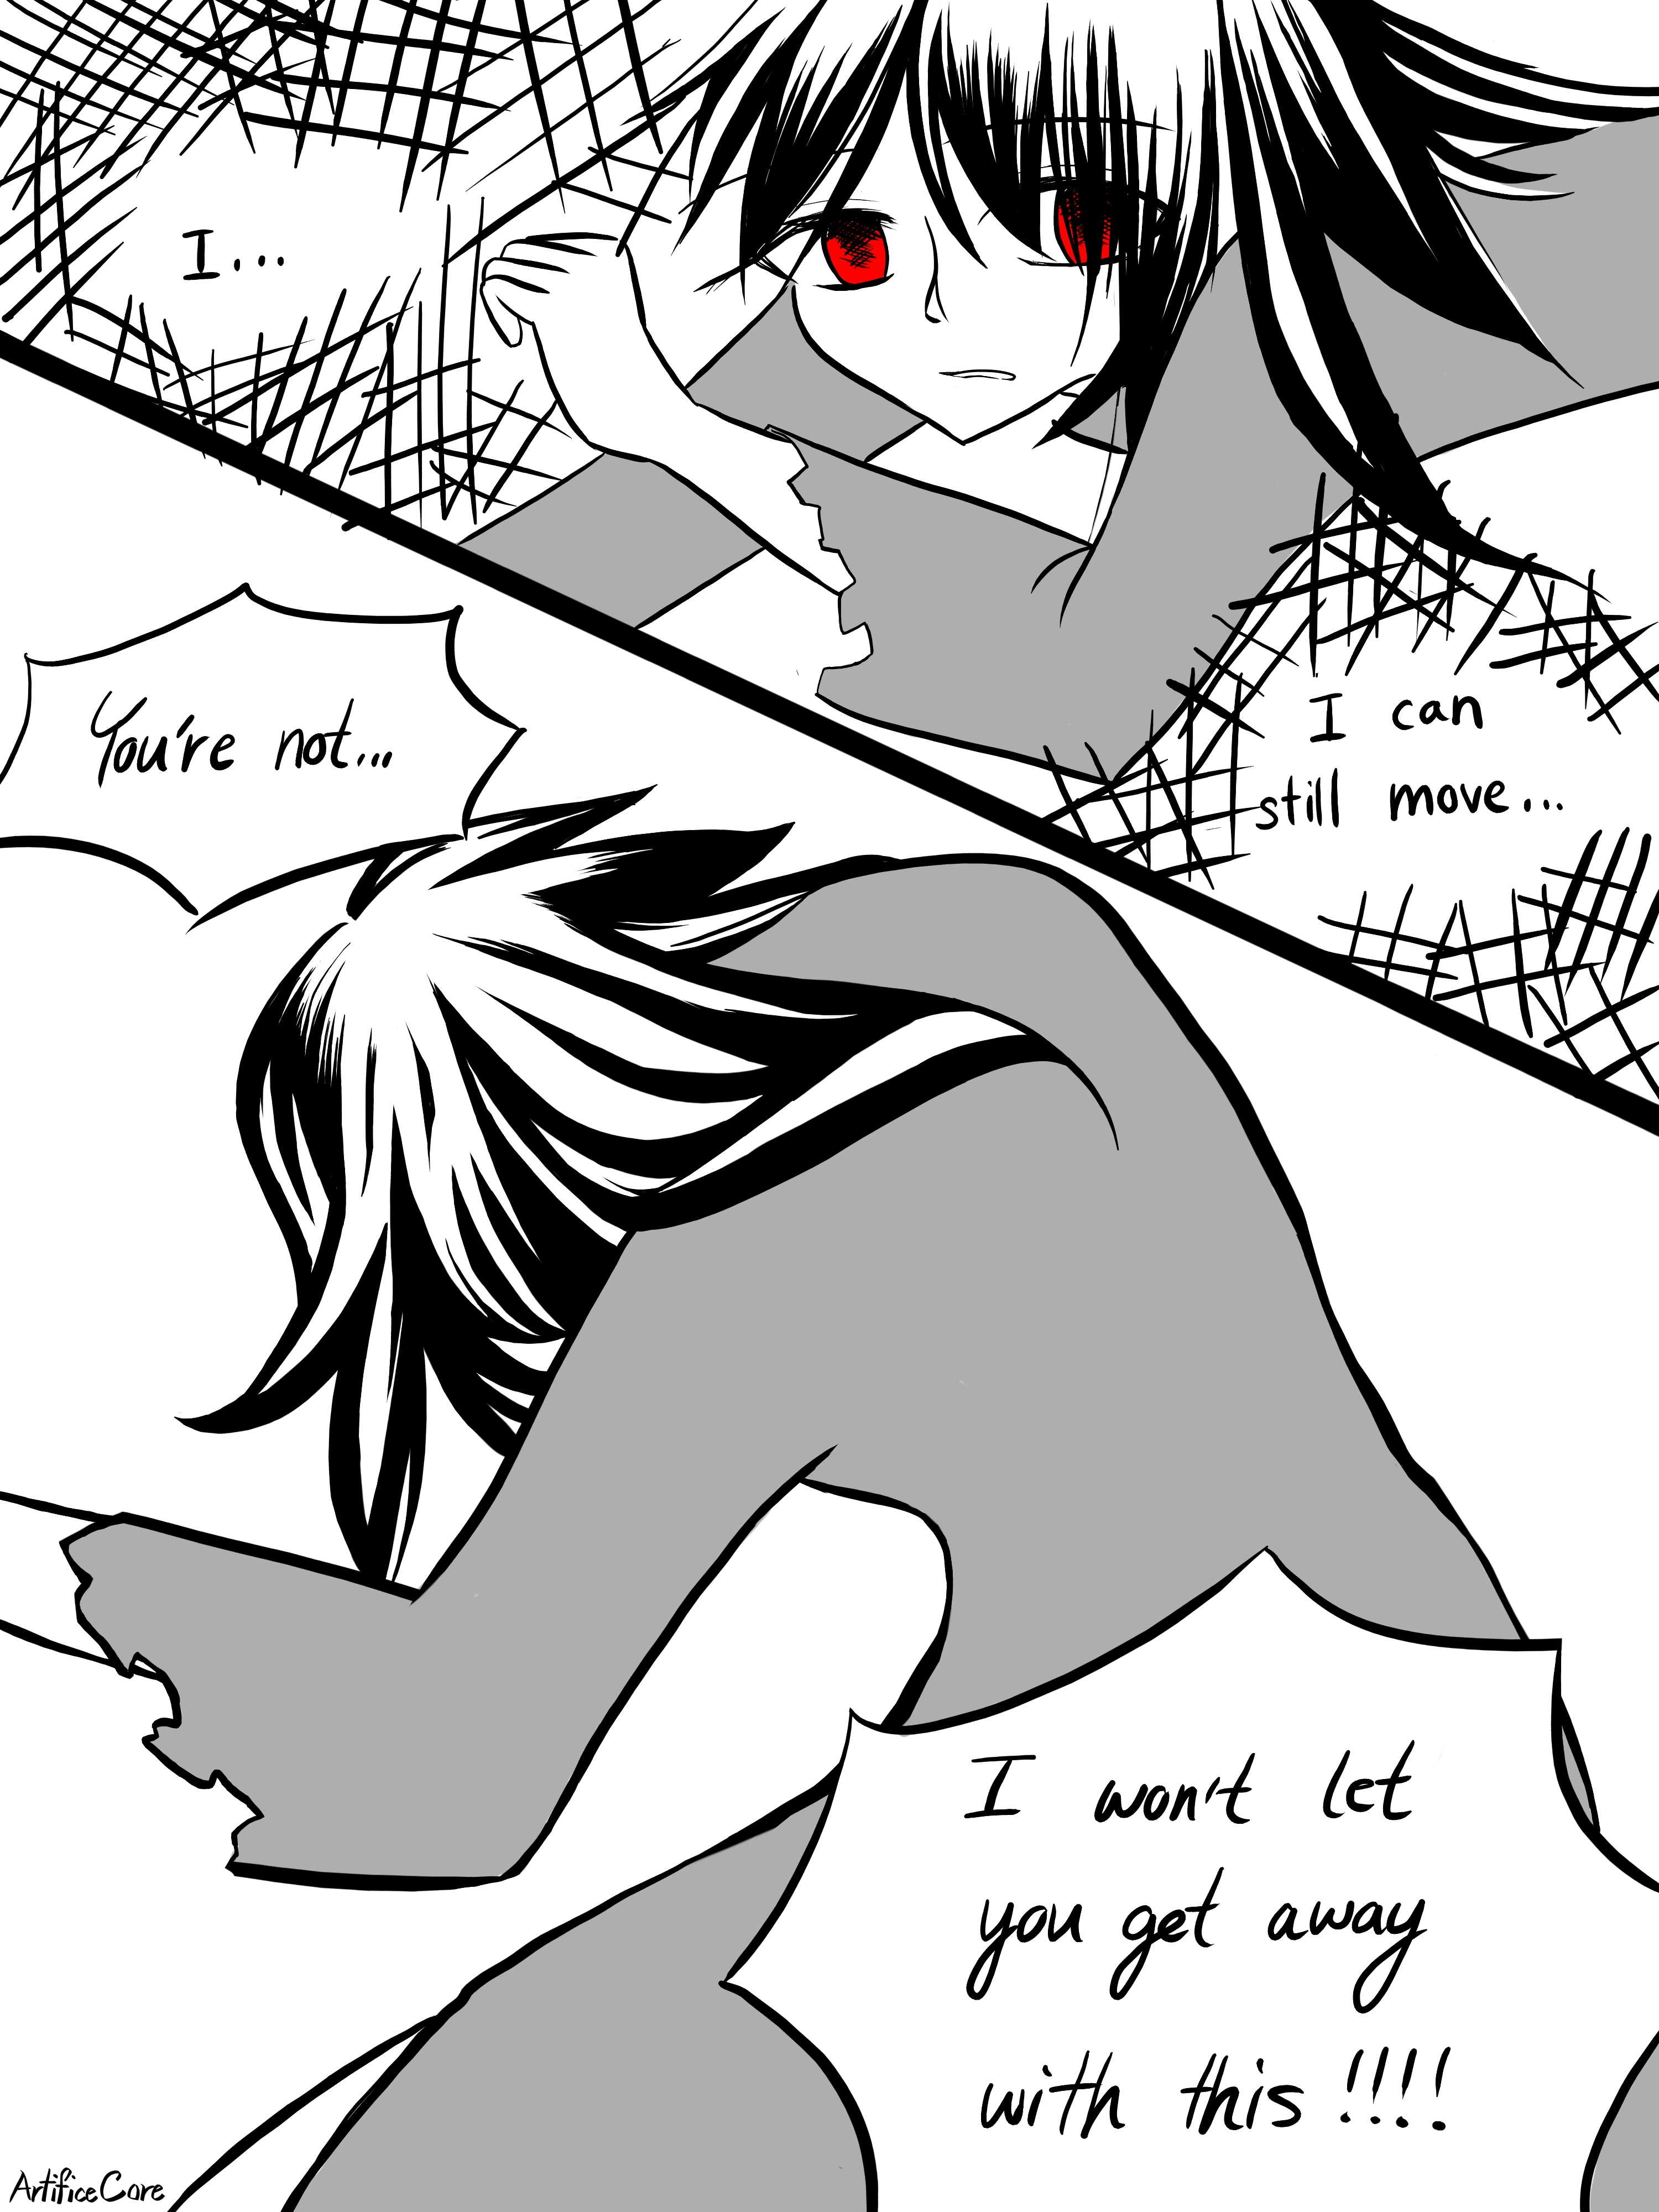 I...
I can
still move...
You're not...
I won't let
you get away
with this!!!!
ArtificeCore